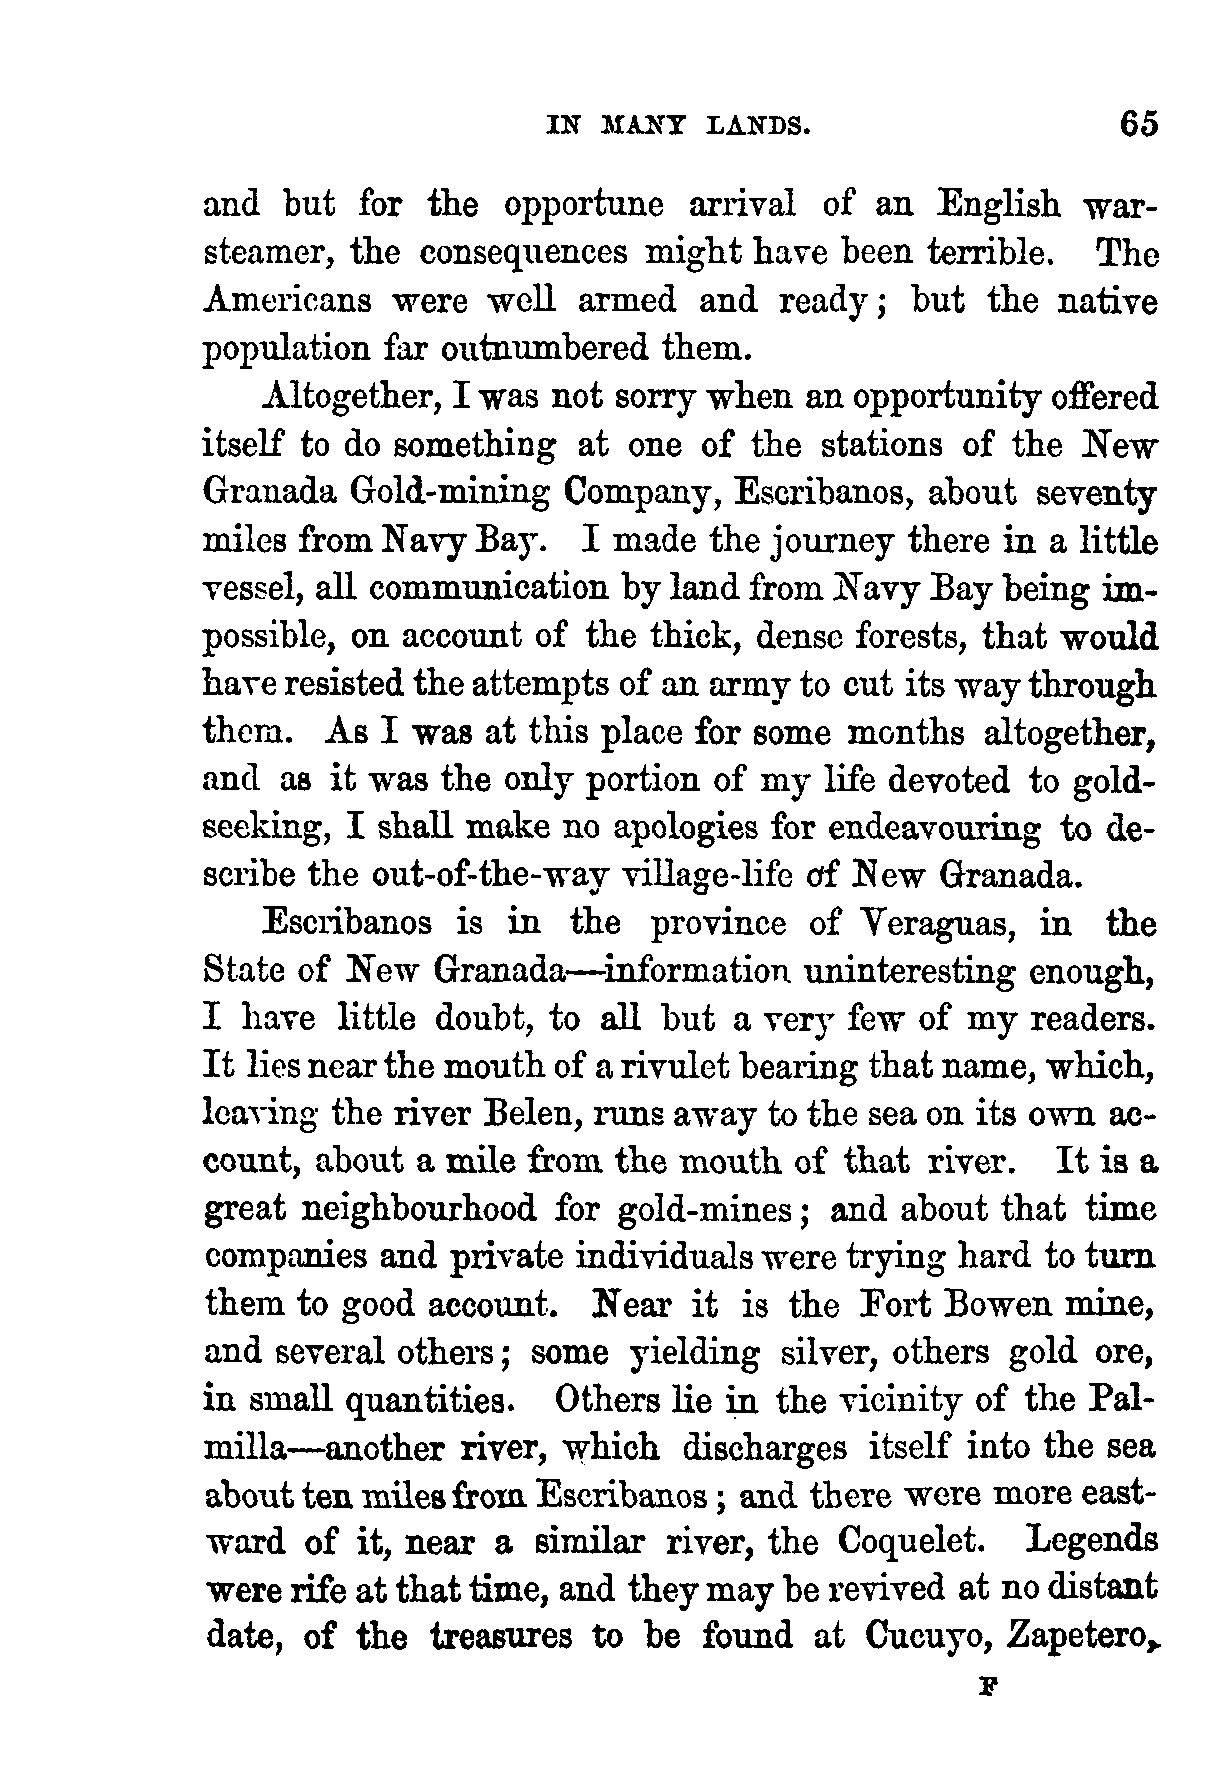 IN MANY LANDS. 65
and but for the opportune arrival of an English war-
steamer, the consequences might have been terrible. The
Americans were well armed and ready; but the native
population far outnumbered them.
Altogether, I was not sorry when an opportunity offered
itself to do something at one of the stations of the New
Granada Gold-mining Company, Escribanos, about seventy
miles from Navy Bay. I made the journey there in a little
vessel, all communication by land from Navy Bay being im-
possible, on account of the thick, dense forests, that would
have resisted the attempts of an army to cut its way through
them. As I was at this place for some months altogether,
and as it was the only portion of my life devoted to gold-
seeking, I shall make no apologies for endeavouring to de-
scribe the out-of-the-way village-life of New Granada.
Escribanos is in the province of Veraguas, in the
State of New Granada—information uninteresting enough,
I have little doubt, to all but a very few of my readers.
It lies near the mouth of a rivulet bearing that name, which,
leaving the river Belen, runs away to the sea on its own ac-
count, about a mile from the mouth of that river. It is a
great neighbourhood for gold-mines; and about that time
companies and private individuals were trying hard to turn
them to good account. Near it is the Fort Bowen mine,
and several others; some yielding silver, others gold ore,
in small quantities. Others lie in the vicinity of the Pal-
milla—another river, which discharges itself into the sea
about ten miles from Escribanos; and there were more east-
ward of it, near a similar river, the Coquelet. Legends
were rife at that time, and they may be revived at no distant
date, of the treasures to be found at Cucuyo, Zapetero,
F